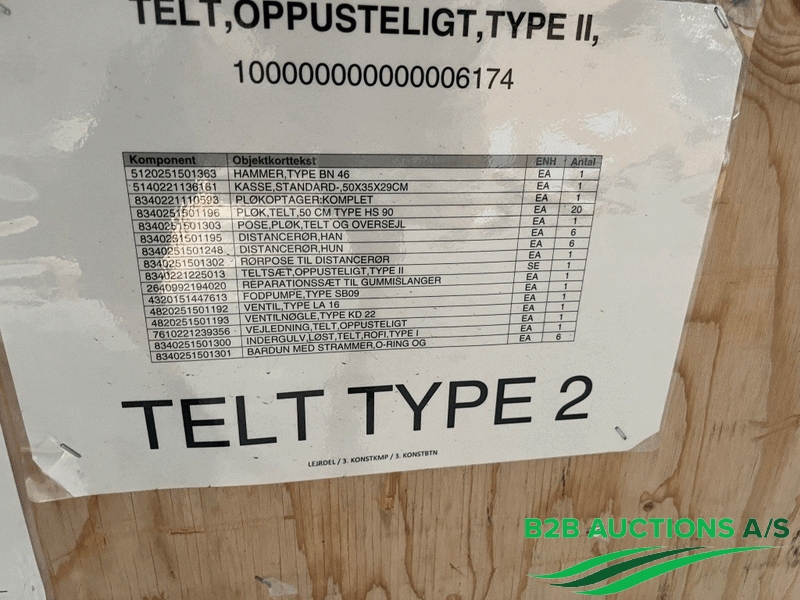 TELT,OPPUSTELIGT,TYPE II,
100000000000006174
Komponent Objektkorttekst ENH Antal
5120251501363 HAMMER,TYPE BN 46 EA 1
5140221136161 KASSE,STANDARD-,50X35X29CM EA 1
8340221110593 PLØKOPTAGER:KOMPLET EA 1
8340251501196 PLØK,TELT,50 CM TYPE HS 90 EA 20
8340251501303 POSE,PLØK,TELT OG OVERSEJL EA 1
8340251501195 DISTANCERØR,HAN EA 6
8340251501248 DISTANCERØR,HUN EA 6
8340251501302 RØRPOSE TIL DISTANCERØR EA 1
8340221225013 TELTSÆT,OPPUSTELIGT,TYPE II SE 1
2640992194020 REPARATIONSSÆT TIL GUMMISLANGER EA 1
4320151447613 FODPUMPE,TYPE SB09 EA 1
4820251501192 VENTIL,TYPE LA 16 EA 1
4820251501193 VENTILNØGLE,TYPE KD 22 EA 1
7610221239356 VEJLEDNING,TELT,OPPUSTELIGT EA 1
8340251501300 INDERGULV,LØST,TELT,ROFI,TYPE I EA 1
8340251501301 BARDUN MED STRAMMER,O-RING OG EA 6
TELT TYPE 2
LEJRDEL / 3. KONSTKMP / 3. KONSTBTN
B2B AUCTIONS A/S